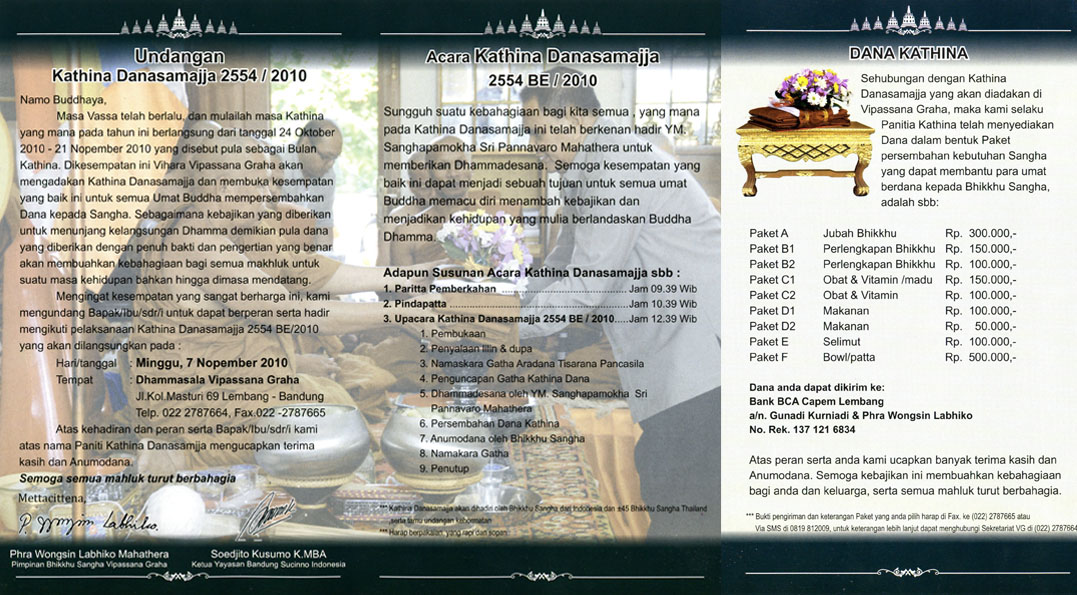 Undangan
Kathina Danasamajja 2554 / 2010
Namo Buddhaya,
Masa Vassa telah berlalu, dan mulailah masa Kathina
yang mana pada tahun ini berlangsung dari tanggal 24 Oktober
2010 - 21 Nopember 2010 yang disebut pula sebagai Bulan
Kathina. Dikesempatan ini Vihara Vipassana Graha akan
mengadakan Kathina Danasamajja dan membuka kesempatan
yang baik ini untuk semua Umat Buddha mempersembahkan
Dana kepada Sangha. Sebagaimana kebajikan yang diberikan
untuk menunjang kelangsungan Dhamma demikian pula dana
yang diberikan dengan penuh bakti dan pengertian yang benar
akan membuahkan kebahagiaan bagi semua makhluk untuk
suatu masa kehidupan bahkan hingga dimasa mendatang.
Mengingat kesempatan yang sangat berharga ini, kami
mengundang Bapak/Ibu/sdr/i untuk dapat berperan serta hadir
mengikuti pelaksanaan Kathina Danasamajja 2554 BE/2010
yang akan dilangsungkan pada :
Hari/tanggal : Minggu, 7 Nopember 2010
Tempat : Dhammasala Vipassana Graha
Jl.Kol.Masturi 69 Lembang - Bandung
Telp. 022 2787664, Fax.022 -2787665
Atas kehadiran dan peran serta Bapak/Ibu/sdr/i kami
atas nama Paniti Kathina Danasamjja mengucapkan terima
kasih dan Anumodana.
Semoga semua mahluk turut berbahagia
Mettacittena,
P. Wongsin Labhiko.
Phra Wongsin Labhiko Mahathera
Pimpinan Bhikkhu Sangha Vipassana Graha
Soedjito Kusumo K.MBA
Ketua Yayasan Bandung Sucinno Indonesia
Acara Kathina Danasamajja
2554 BE / 2010
Sungguh suatu kebahagiaan bagi kita semua , yang mana
pada Kathina Danasamajja ini telah berkenan hadir YM.
Sanghapamokha Sri Pannavaro Mahathera untuk
memberikan Dhammadesana. Semoga kesempatan yang
baik ini dapat menjadi sebuah tujuan untuk semua umat
Buddha memacu diri menambah kebajikan dan
menjadikan kehidupan yang mulia berlandaskan Buddha
Dhamma.
Adapun Susunan Acara Kathina Danasamajja sbb :
1. Paritta Pemberkahan ................................ Jam 09.39 Wib
2. Pindapatta ............................................. Jam 10.39 Wib
3. Upacara Kathina Danasamajja 2554 BE / 2010.....Jam 12.39 Wib
1. Pembukaan
2. Penyalaan lilin & dupa
3. Namaskara Gatha Aradana Tisarana Pancasila
4. Penguncapan Gatha Kathina Dana
5. Dhammadesana oleh YM. Sanghapamokha Sri
Pannavaro Mahathera
6. Persembahan Dana Kathina
7. Anumodana oleh Bhikkhu Sangha
8. Namakara Gatha
9. Penutup
*** Kathina Danasamajja akan dihadiri oleh Bhikkhu Sangha dari Indonesia dan ±45 Bhikkhu Sangha Thailand
serta tamu undangan kehormatan
*** Harap berpakaian, yang rapi dan sopan.
DANA KATHINA
Sehubungan dengan Kathina
Danasamajja yang akan diadakan di
Vipassana Graha, maka kami selaku
Panitia Kathina telah menyediakan
Dana dalam bentuk Paket
persembahan kebutuhan Sangha
yang dapat membantu para umat
berdana kepada Bhikkhu Sangha,
adalah sbb:
Paket A Jubah Bhikkhu Rp. 300.000,-
Paket B1 Perlengkapan Bhikkhu Rp. 150.000,-
Paket B2 Perlengkapan Bhikkhu Rp. 100.000,-
Paket C1 Obat & Vitamin /madu Rp. 150.000,-
Paket C2 Obat & Vitamin Rp. 100.000,-
Paket D1 Makanan Rp. 100.000,-
Paket D2 Makanan Rp. 50.000,-
Paket E Selimut Rp. 100.000,-
Paket F Bowl/patta Rp. 500.000,-
Dana anda dapat dikirim ke:
Bank BCA Capem Lembang
a/n. Gunadi Kurniadi & Phra Wongsin Labhiko
No. Rek. 137 121 6834
Atas peran serta anda kami ucapkan banyak terima kasih dan
Anumodana. Semoga kebajikan ini membuahkan kebahagiaan
bagi anda dan keluarga, serta semua mahluk turut berbahagia.
*** Bukti pengiriman dan keterangan Paket yang anda pilih harap di Fax. ke (022) 2787665 atau
Via SMS di 0819 812009, untuk keterangan lebih lanjut dapat menghubungi Sekretariat VG di (022) 2787664